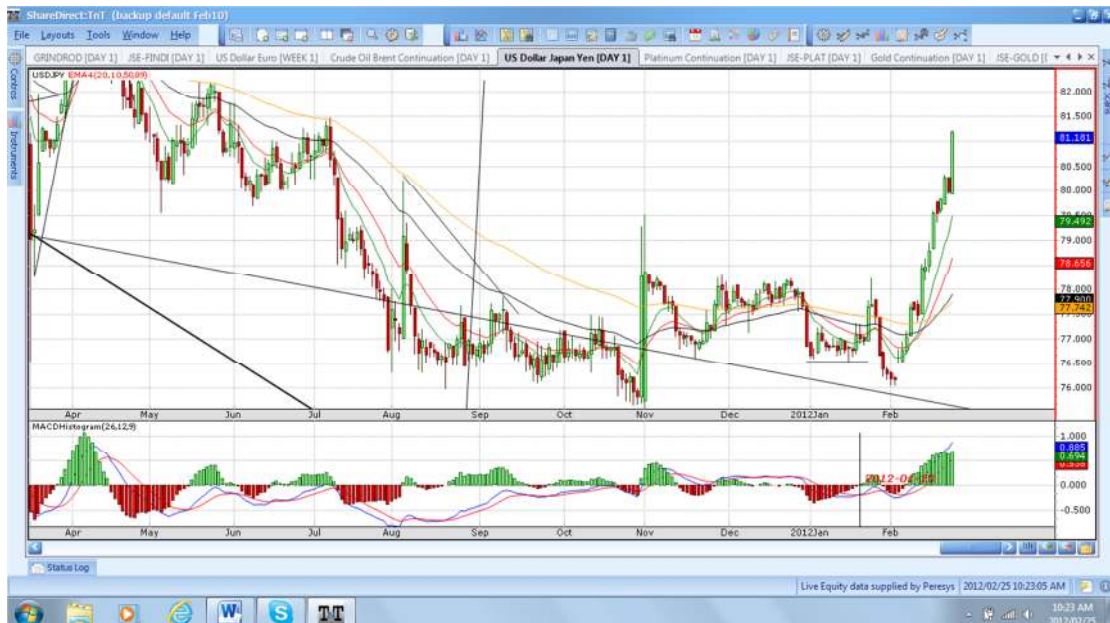 ShareDirect:TnT (backup default Feb10)
File Layouts Tools Window Help
GRINDROD [DAY 1] JSE-FINDI [DAY 1] US Dollar Euro [WEEK 1] Crude Oil Brent Continuation [DAY 1] US Dollar Japan Yen [DAY 1] Platinum Continuation [DAY 1] JSE-PLAT [DAY 1] Gold Continuation [DAY 1] JSE-GOLD [(
Controls
Instruments
USDJPY EMA4(20,10,50,89)
82.000
81.500
81.181
80.500
80.000
79.492
79.000
78.656
78.000
77.900
77.742
77.000
76.500
76.000
Apr May Jun Jul Aug Sep Oct Nov Dec 2012Jan Feb
MACDHistogram(26,12,9)
1.000
0.885
0.694
0.000
-0.500
Apr May Jun Jul Aug Sep Oct Nov Dec 2012Jan Feb
Status Log
Live Equity data supplied by Peresys 2012/02/25 10:23:05 AM
W S TnT
10:23 AM
2012/02/25